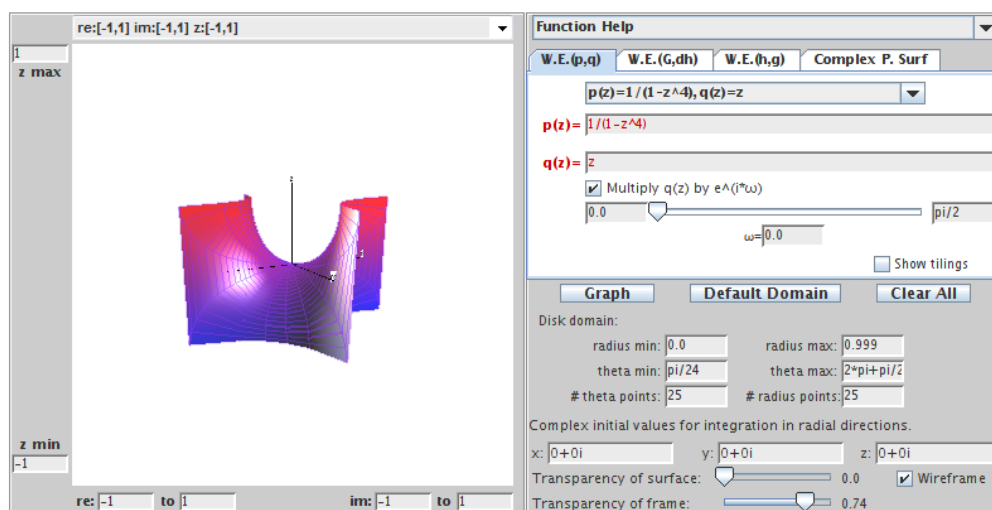 re:[-1,1] im:[-1,1] z:[-1,1]
1
z max
z min
-1
re: -1 to 1 im: -1 to 1
Function Help
W.E.(p,q) W.E.(G,dh) W.E.(h,g) Complex P. Surf
p(z)=1/(1-z^4), q(z)=z
p(z)= 1/(1-z^4)
q(z)= z
Multiply q(z) by e^(i*ω)
0.0 pi/2
ω= 0.0
Show tilings
Graph Default Domain Clear All
Disk domain:
radius min: 0.0 radius max: 0.999
theta min: pi/24 theta max: 2*pi+pi/2
# theta points: 25 # radius points: 25
Complex initial values for integration in radial directions.
x: 0+0i y: 0+0i z: 0+0i
Transparency of surface: 0.0 Wireframe
Transparency of frame: 0.74